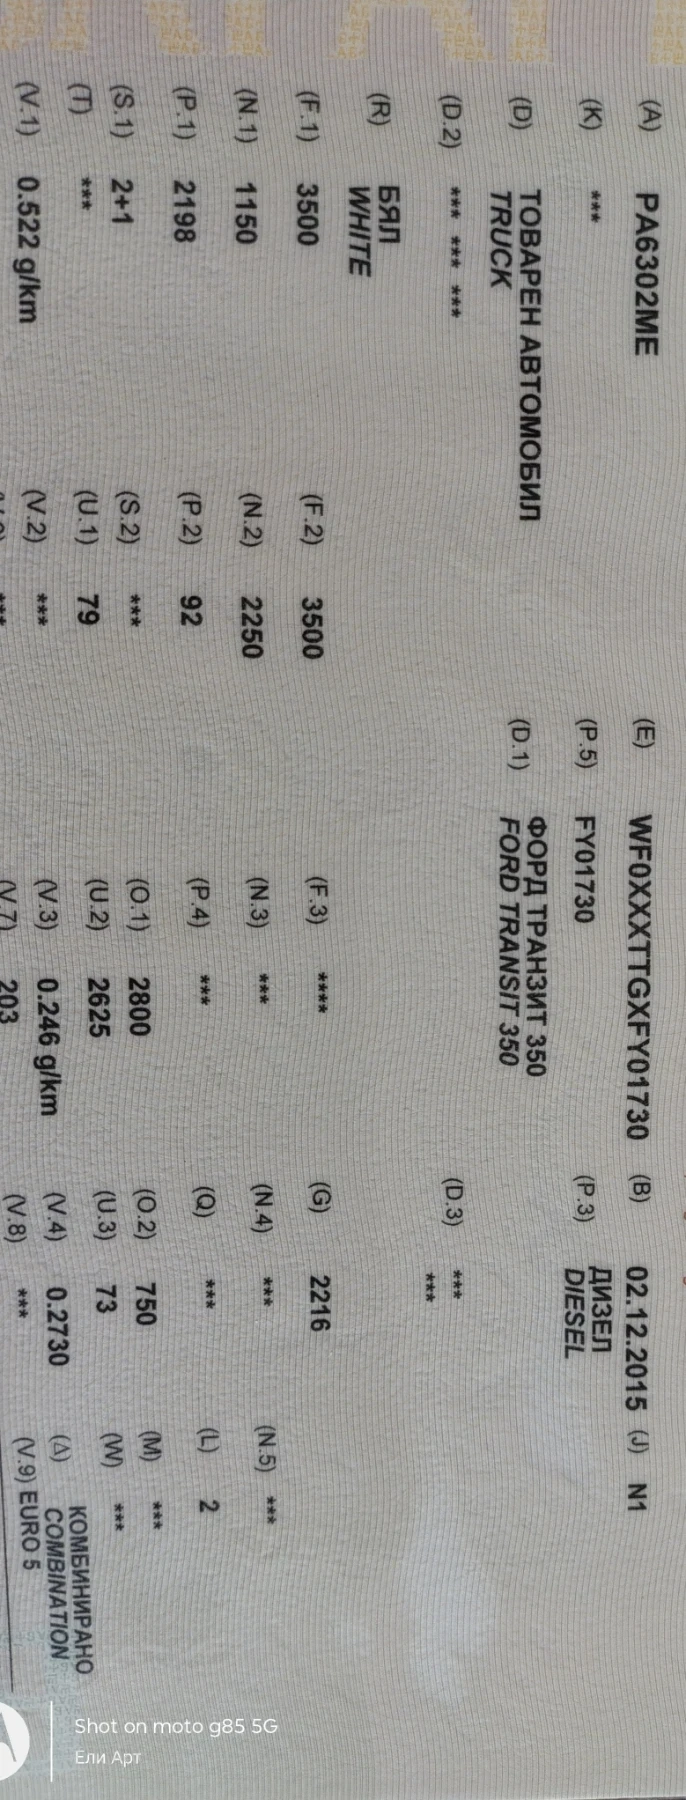 (A) РА6302МЕ (E) WF0XXXTTGXFY01730 (B) 02.12.2015 (J) N1
(K) *** (P.5) FY01730 (P.3) ДИЗЕЛ
DIESEL
(D) ТОВАРЕН АВТОМОБИЛ (D.1) ФОРД ТРАНЗИТ 350
TRUCK FORD TRANSIT 350
(D.2) *** *** *** (D.3) ***
***
(R) БЯЛ
WHITE
(F.1) 3500 (F.2) 3500 (F.3) **** (G) 2216
(N.1) 1150 (N.2) 2250 (N.3) *** (N.4) *** (N.5) ***
(P.1) 2198 (P.2) 92 (P.4) *** (Q) *** (L) 2
(S.1) 2+1 (S.2) *** (O.1) 2800 (O.2) 750 (M) ***
(T) *** (U.1) 79 (U.2) 2625 (U.3) 73 (W) ***
(V.1) 0.522 g/km (V.2) *** (V.3) 0.246 g/km (V.4) 0.2730 (Δ) КОМБИНИРАНО
COMBINATION
(V.7) 203 (V.8) *** (V.9) EURO 5
Shot on moto g85 5G
Ели Арт